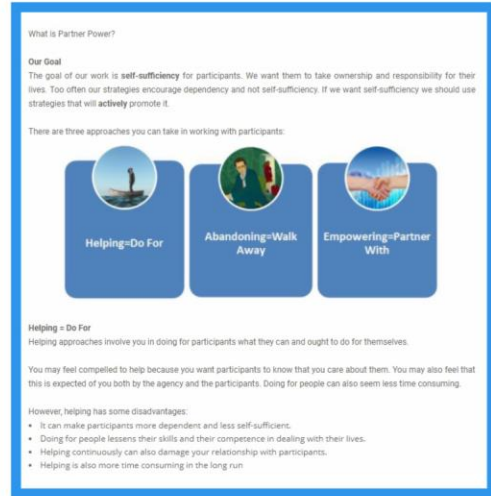 What is Partner Power?
Our Goal
The goal of our work is self-sufficiency for participants. We want them to take ownership and responsibility for their
lives. Too often our strategies encourage dependency and not self-sufficiency. If we want self-sufficiency we should use
strategies that will actively promote it.
There are three approaches you can take in working with participants:
Helping=Do For
Abandoning=Walk
Away
Empowering=Partner
With
Helping = Do For
Helping approaches involve you in doing for participants what they can and ought to do for themselves.
You may feel compelled to help because you want participants to know that you care about them. You may also feel that
this is expected of you both by the agency and the participants. Doing for people can also seem less time consuming.
However, helping has some disadvantages:
• It can make participants more dependent and less self-sufficient.
• Doing for people lessens their skills and their competence in dealing with their lives.
• Helping continuously can also damage your relationship with participants.
• Helping is also more time consuming in the long run